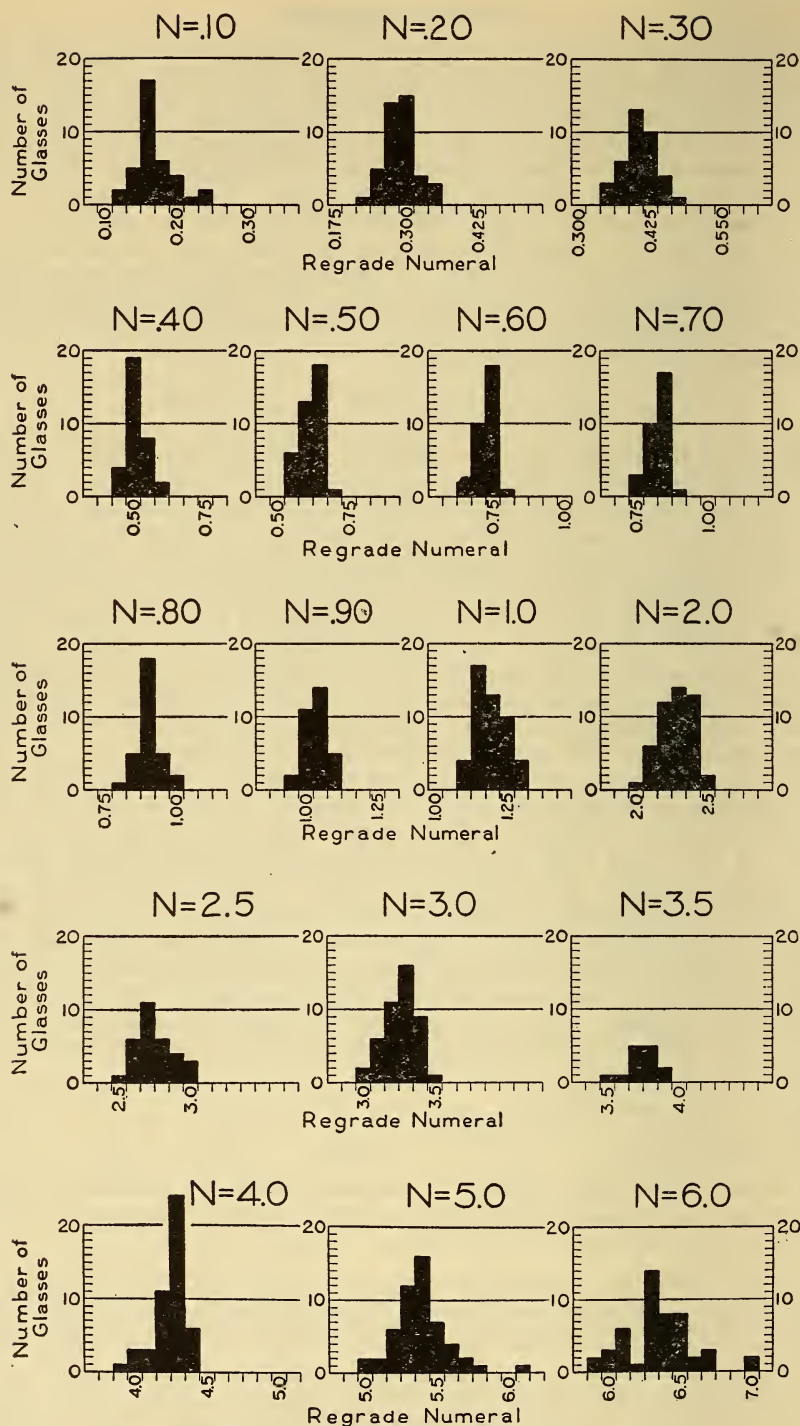 N=.10 N=.20 N=.30
Number of Glasses
20 20 20 20
10 10 10 10
0 0 0 0
0.10 0.20 0.30 0.175 0.300 0.425 0.300 0.425 0.550
Regrade Numeral
N=.40 N=.50 N=.60 N=.70
Number of Glasses
20 20 20 20 20
10 10 10 10 10
0 0 0 0 0
0.50 0.75 0.50 0.75 0.75 1.00 0.75 1.00
Regrade Numeral
N=.80 N=.90 N=1.0 N=2.0
Number of Glasses
20 20 20 20 20
10 10 10 10 10
0 0 0 0 0
0.75 1.00 1.00 1.25 1.00 1.25 2.0 2.5
Regrade Numeral
N=2.5 N=3.0 N=3.5
Number of Glasses
20 20 20 20
10 10 10 10
0 0 0 0
2.5 3.0 3.0 3.5 3.5 4.0
Regrade Numeral
N=4.0 N=5.0 N=6.0
Number of Glasses
20 20 20 20
10 10 10 10
0 0 0 0
4.0 4.5 5.0 5.0 5.5 6.0 6.0 6.5 7.0
Regrade Numeral